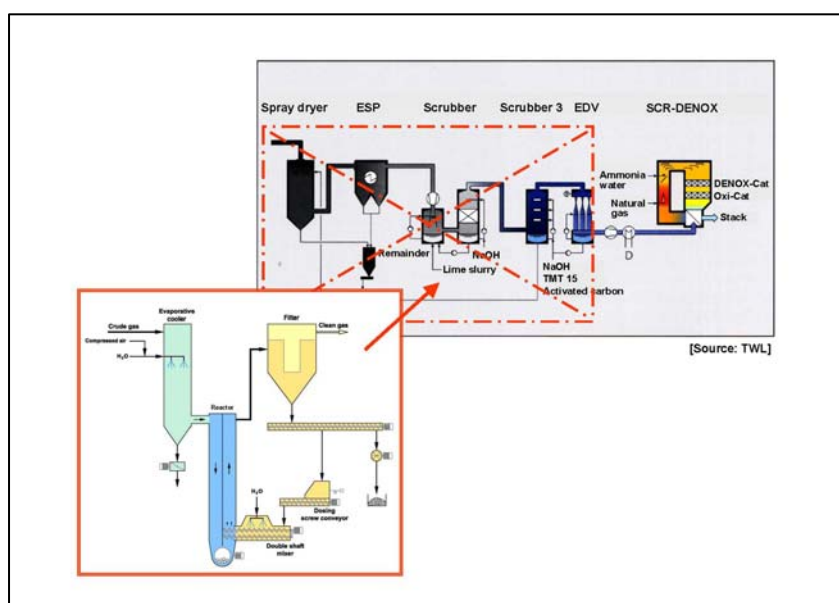 Spray dryer ESP Scrubber Scrubber 3 EDV SCR-DENOX
Ammonia
water
DENOX-Cat
Oxi-Cat
Natural
gas
Stack
Remainder
NaOH
Lime slurry
D
NaOH
TMT 15
Activated carbon
[Source: TWL]
Evaporative
cooler
Crude gas
Compressed air
H₂O
Filter
Clean gas
Reactor
H₂O
Dosing
screw conveyor
Double shaft
mixer